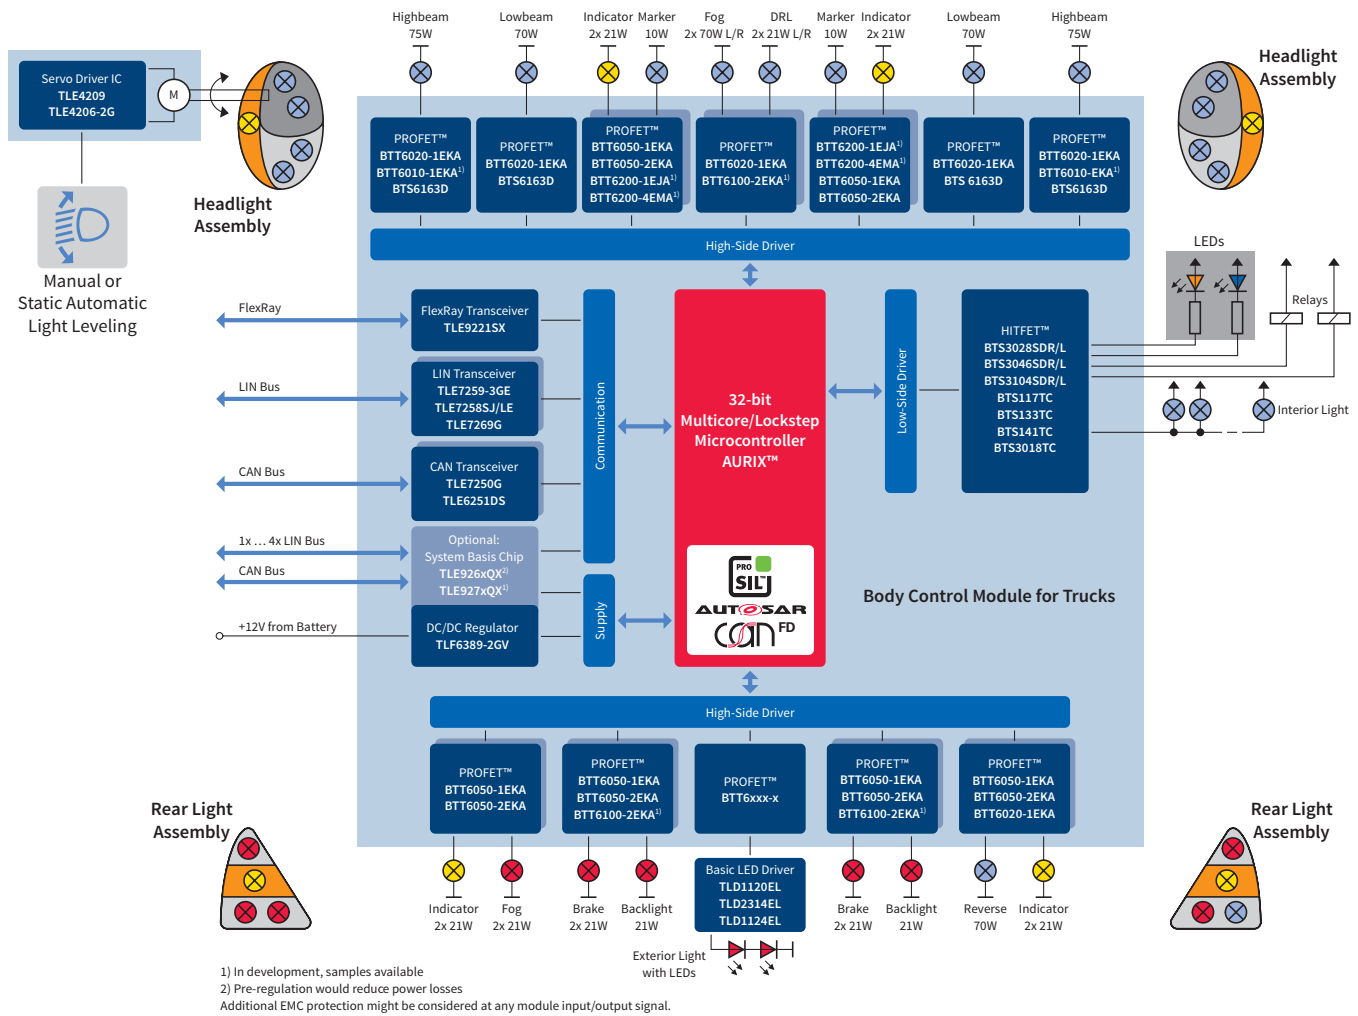 Highbeam
75W
Lowbeam
70W
Indicator
2x 21W
Marker
10W
Fog
2x 70W L/R
DRL
2x 21W L/R
Marker
10W
Indicator
2x 21W
Lowbeam
70W
Highbeam
75W
Servo Driver IC
TLE4209
TLE4206-2G
M
Headlight
Assembly
Manual or
Static Automatic
Light Leveling
Headlight
Assembly
PROFET™
BTT6020-1EKA
BTT6010-1EKA1)
BTS6163D
PROFET™
BTT6020-1EKA
BTS6163D
PROFET™
BTT6050-1EKA
BTT6050-2EKA
BTT6200-1EJA1)
BTT6200-4EMA1)
PROFET™
BTT6020-1EKA
BTT6100-2EKA1)
PROFET™
BTT6200-1EJA1)
BTT6200-4EMA1)
BTT6050-1EKA
BTT6050-2EKA
PROFET™
BTT6020-1EKA
BTS 6163D
PROFET™
BTT6020-1EKA
BTT6010-EKA1)
BTS6163D
High-Side Driver
FlexRay
FlexRay Transceiver
TLE9221SX
LIN Bus
LIN Transceiver
TLE7259-3GE
TLE7258SJ/LE
TLE7269G
CAN Bus
CAN Transceiver
TLE7250G
TLE6251DS
1x ... 4x LIN Bus
CAN Bus
Optional:
System Basis Chip
TLE926xQX2)
TLE927xQX1)
+12V from Battery
DC/DC Regulator
TLF6389-2GV
Communication
Supply
32-bit
Multicore/Lockstep
Microcontroller
AURIX™
PRO
SIL™
AUTOSAR
CAN FD
Low-Side Driver
HITFET™
BTS3028SDR/L
BTS3046SDR/L
BTS3104SDR/L
BTS117TC
BTS133TC
BTS141TC
BTS3018TC
LEDs
Relays
Interior Light
Body Control Module for Trucks
High-Side Driver
PROFET™
BTT6050-1EKA
BTT6050-2EKA
PROFET™
BTT6050-1EKA
BTT6050-2EKA
BTT6100-2EKA1)
PROFET™
BTT6xxx-x
PROFET™
BTT6050-1EKA
BTT6050-2EKA
BTT6100-2EKA1)
PROFET™
BTT6050-1EKA
BTT6050-2EKA
BTT6020-1EKA
Rear Light
Assembly
Rear Light
Assembly
Indicator
2x 21W
Fog
2x 21W
Brake
2x 21W
Backlight
21W
Basic LED Driver
TLD1120EL
TLD2314EL
TLD1124EL
Exterior Light
with LEDs
Brake
2x 21W
Backlight
21W
Reverse
70W
Indicator
2x 21W
1) In development, samples available
2) Pre-regulation would reduce power losses
Additional EMC protection might be considered at any module input/output signal.